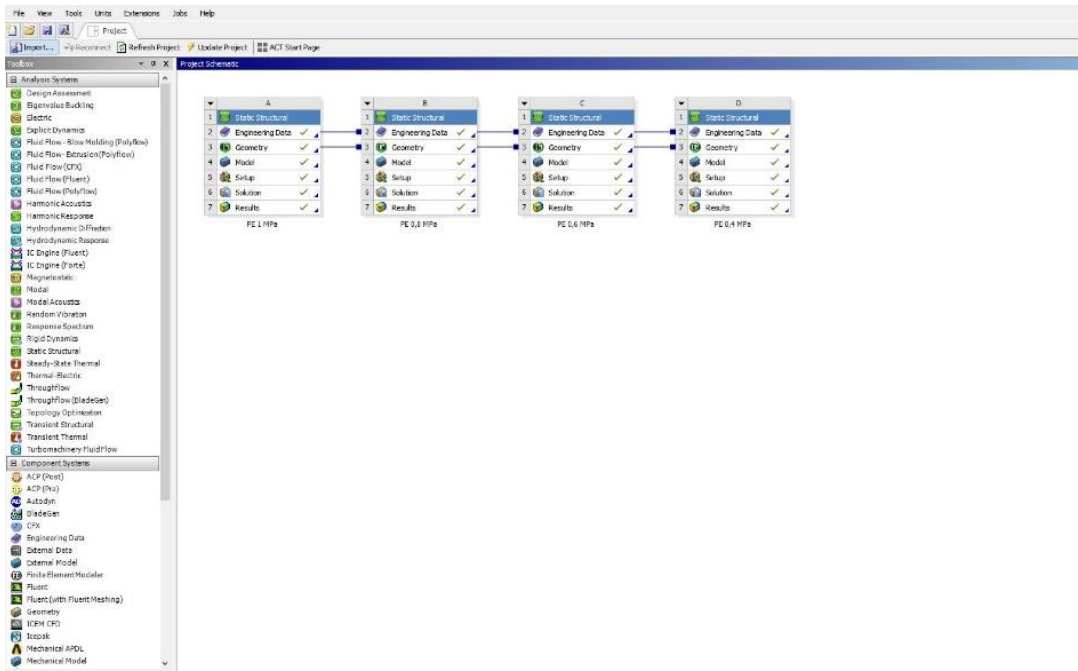 File View Tools Units Extensions Jobs Help
Project
Import... Reconnect Refresh Project Update Project ACT Start Page
Toolbox
Project Schematic
Analysis Systems
Design Assessment
Eigenvalue Buckling
Electric
Explicit Dynamics
Fluid Flow - Blow Molding (Polyflow)
Fluid Flow - Extrusion (Polyflow)
Fluid Flow (CFX)
Fluid Flow (Fluent)
Fluid Flow (Polyflow)
Harmonic Acoustics
Harmonic Response
Hydrodynamic Diffraction
Hydrodynamic Response
IC Engine (Fluent)
IC Engine (Forte)
Magnetostatic
Modal
Modal Acoustics
Random Vibration
Response Spectrum
Rigid Dynamics
Static Structural
Steady-State Thermal
Thermal-Electric
Throughflow
Throughflow (BladeGen)
Topology Optimization
Transient Structural
Transient Thermal
Turbomachinery Fluid Flow
Component Systems
ACP (Post)
ACP (Pre)
Autodyn
BladeGen
CFX
Engineering Data
External Data
External Model
Finite Element Modeler
Fluent
Fluent (with Fluent Meshing)
Geometry
ICEM CFD
Icepak
Mechanical APDL
Mechanical Model
A
1 Static Structural
2 Engineering Data
3 Geometry
4 Model
5 Setup
6 Solution
7 Results
PE 1 MPa
B
1 Static Structural
2 Engineering Data
3 Geometry
4 Model
5 Setup
6 Solution
7 Results
PE 0,8 MPa
C
1 Static Structural
2 Engineering Data
3 Geometry
4 Model
5 Setup
6 Solution
7 Results
PE 0,6 MPa
D
1 Static Structural
2 Engineering Data
3 Geometry
4 Model
5 Setup
6 Solution
7 Results
PE 0,4 MPa